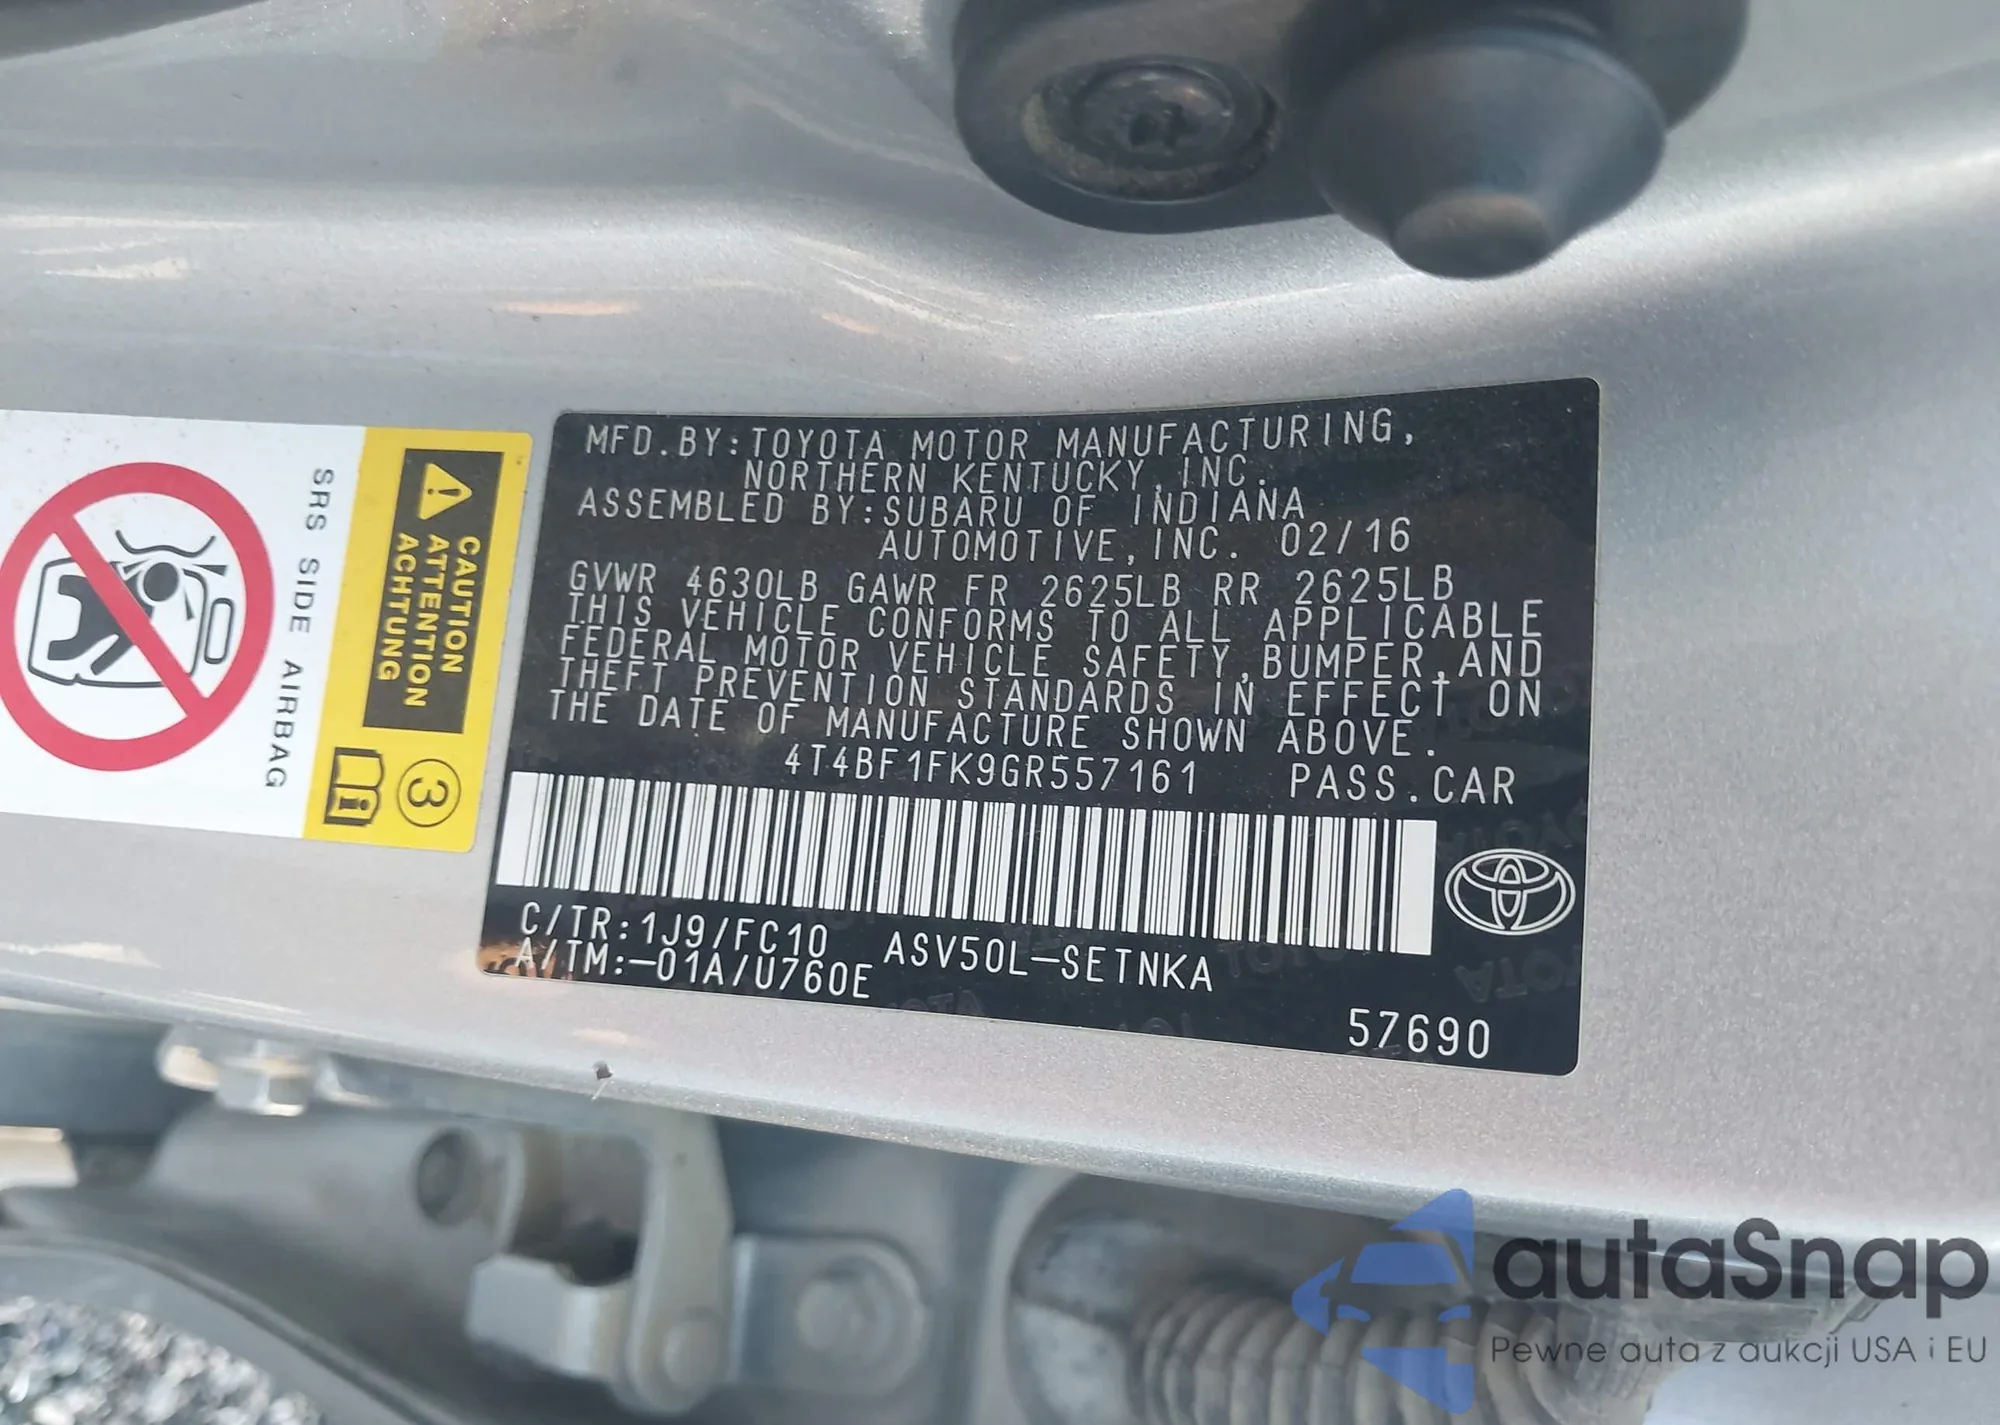 MFD.BY:TOYOTA MOTOR MANUFACTURING,
NORTHERN KENTUCKY,INC.
ASSEMBLED BY:SUBARU OF INDIANA
AUTOMOTIVE,INC. 02/16
GVWR 4630LB GAWR FR 2625LB RR 2625LB
THIS VEHICLE CONFORMS TO ALL APPLICABLE
FEDERAL MOTOR VEHICLE SAFETY,BUMPER,AND
THEFT PREVENTION STANDARDS IN EFFECT ON
THE DATE OF MANUFACTURE SHOWN ABOVE.
4T4BF1FK9GR557161 PASS.CAR
C/TR:1J9/FC10 ASV50L-SETNKA
A/TM:-01A/U760E
57690
SRS SIDE AIRBAG
CAUTION
ATTENTION
ACHTUNG
3
autaSnap
Pewne auta z aukcji USA i EU